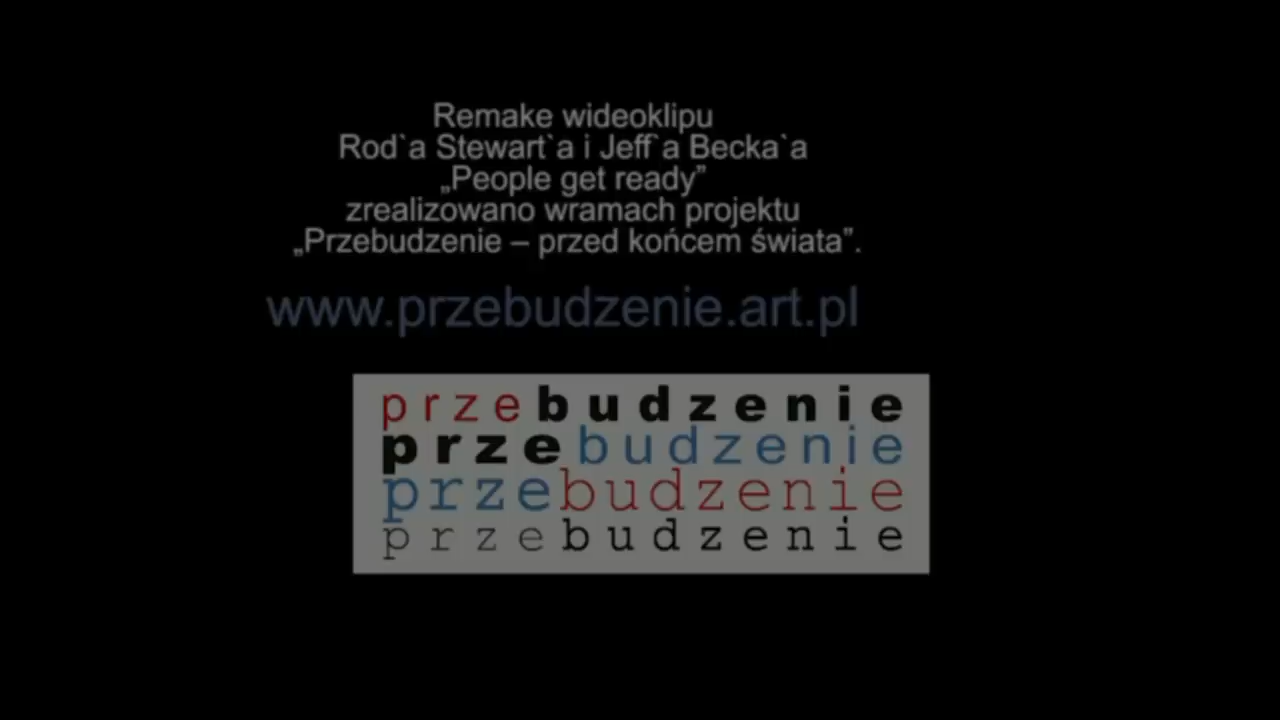 Remake wideoklipu
Rod`a Stewart`a i Jeff`a Becka`a
„People get ready”
zrealizowano wramach projektu
„Przebudzenie – przed końcem świata”.
www.przebudzenie.art.pl
przebudzenie
przebudzenie
przebudzenie
przebudzenie